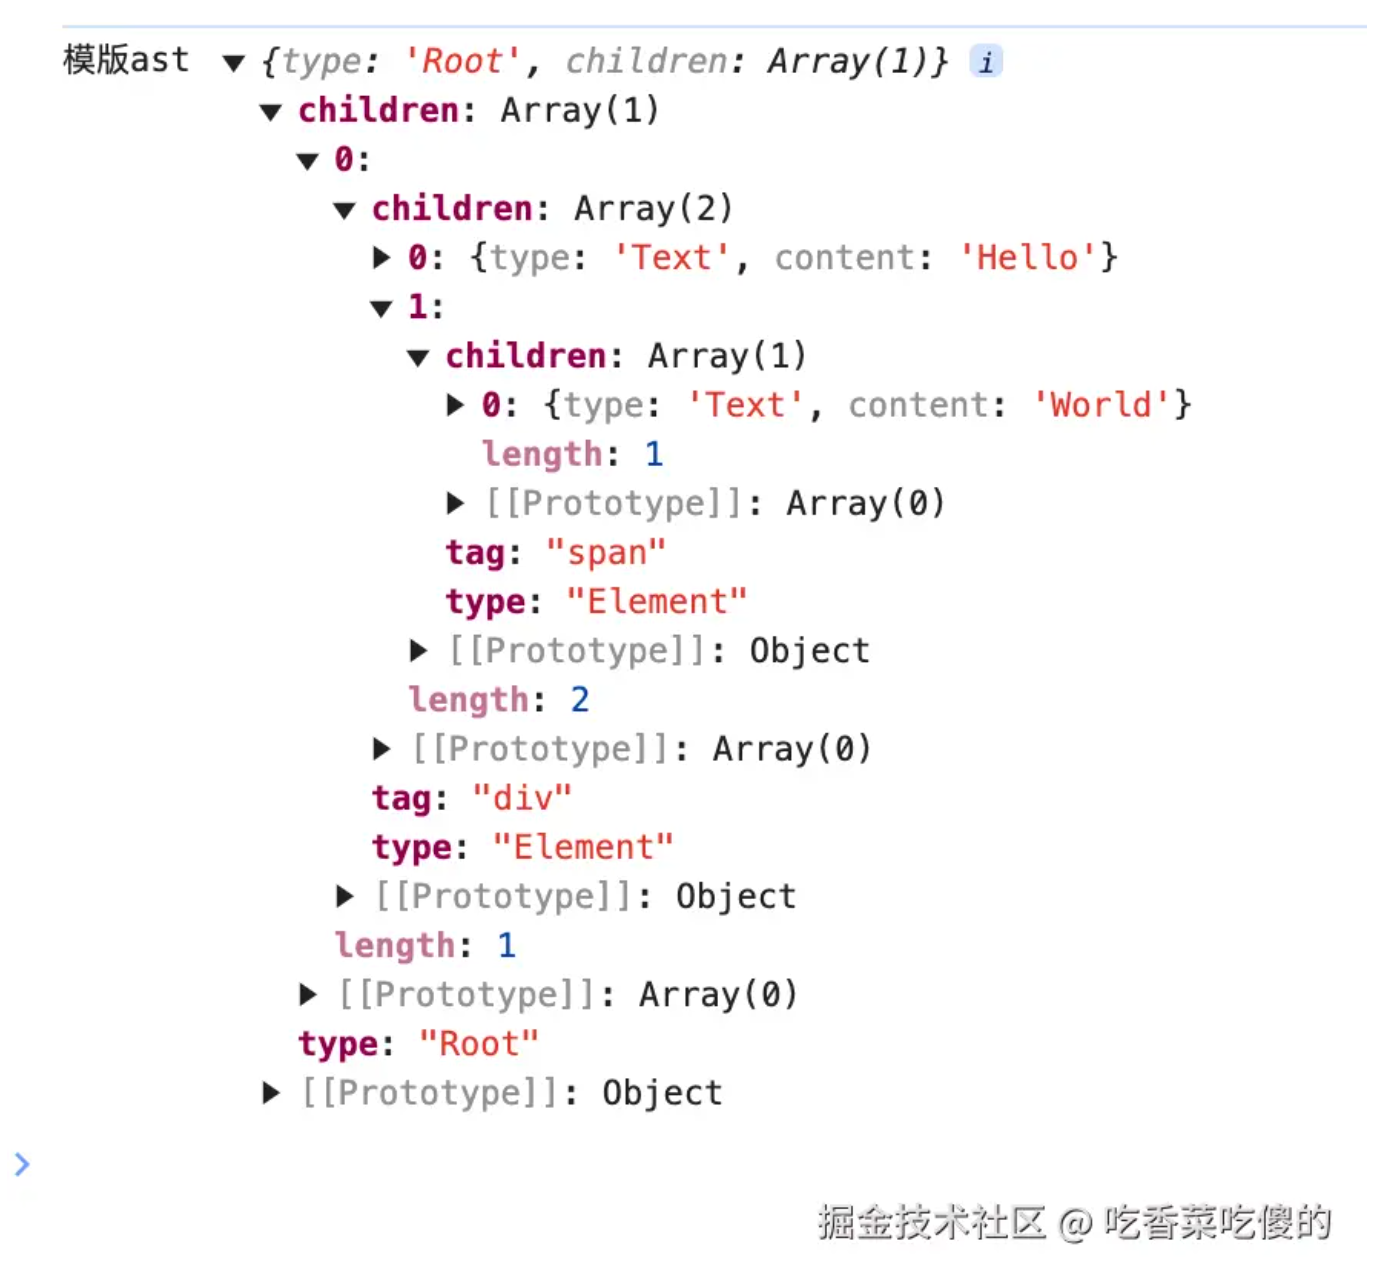 模版ast ▼ {type: 'Root', children: Array(1)} i
▼ children: Array(1)
▼ 0:
▼ children: Array(2)
▶ 0: {type: 'Text', content: 'Hello'}
▼ 1:
▼ children: Array(1)
▶ 0: {type: 'Text', content: 'World'}
length: 1
▶ [[Prototype]]: Array(0)
tag: "span"
type: "Element"
▶ [[Prototype]]: Object
length: 2
▶ [[Prototype]]: Array(0)
tag: "div"
type: "Element"
▶ [[Prototype]]: Object
length: 1
▶ [[Prototype]]: Array(0)
type: "Root"
▶ [[Prototype]]: Object
掘金技术社区 @ 吃香菜吃傻的